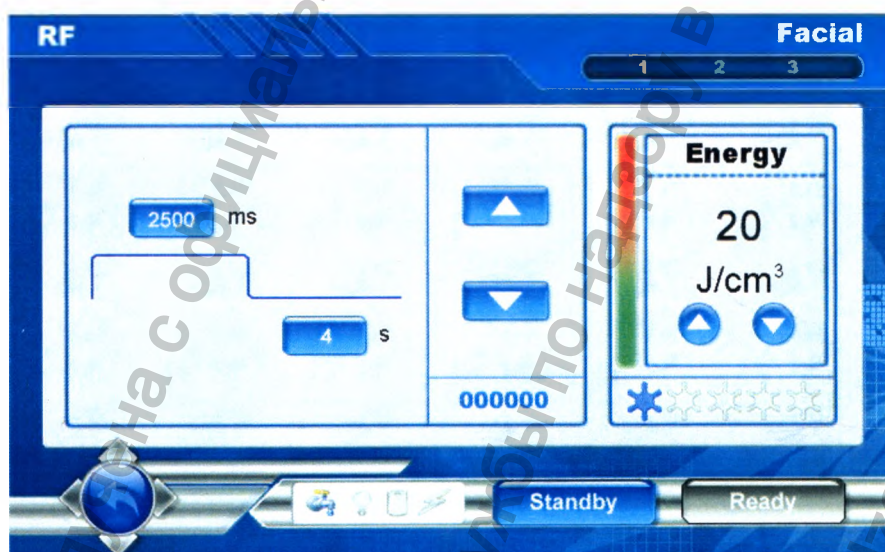 RF
Facial
1 2 3
2500 ms
4 s
000000
Energy
20
J/cm³
Standby
Ready